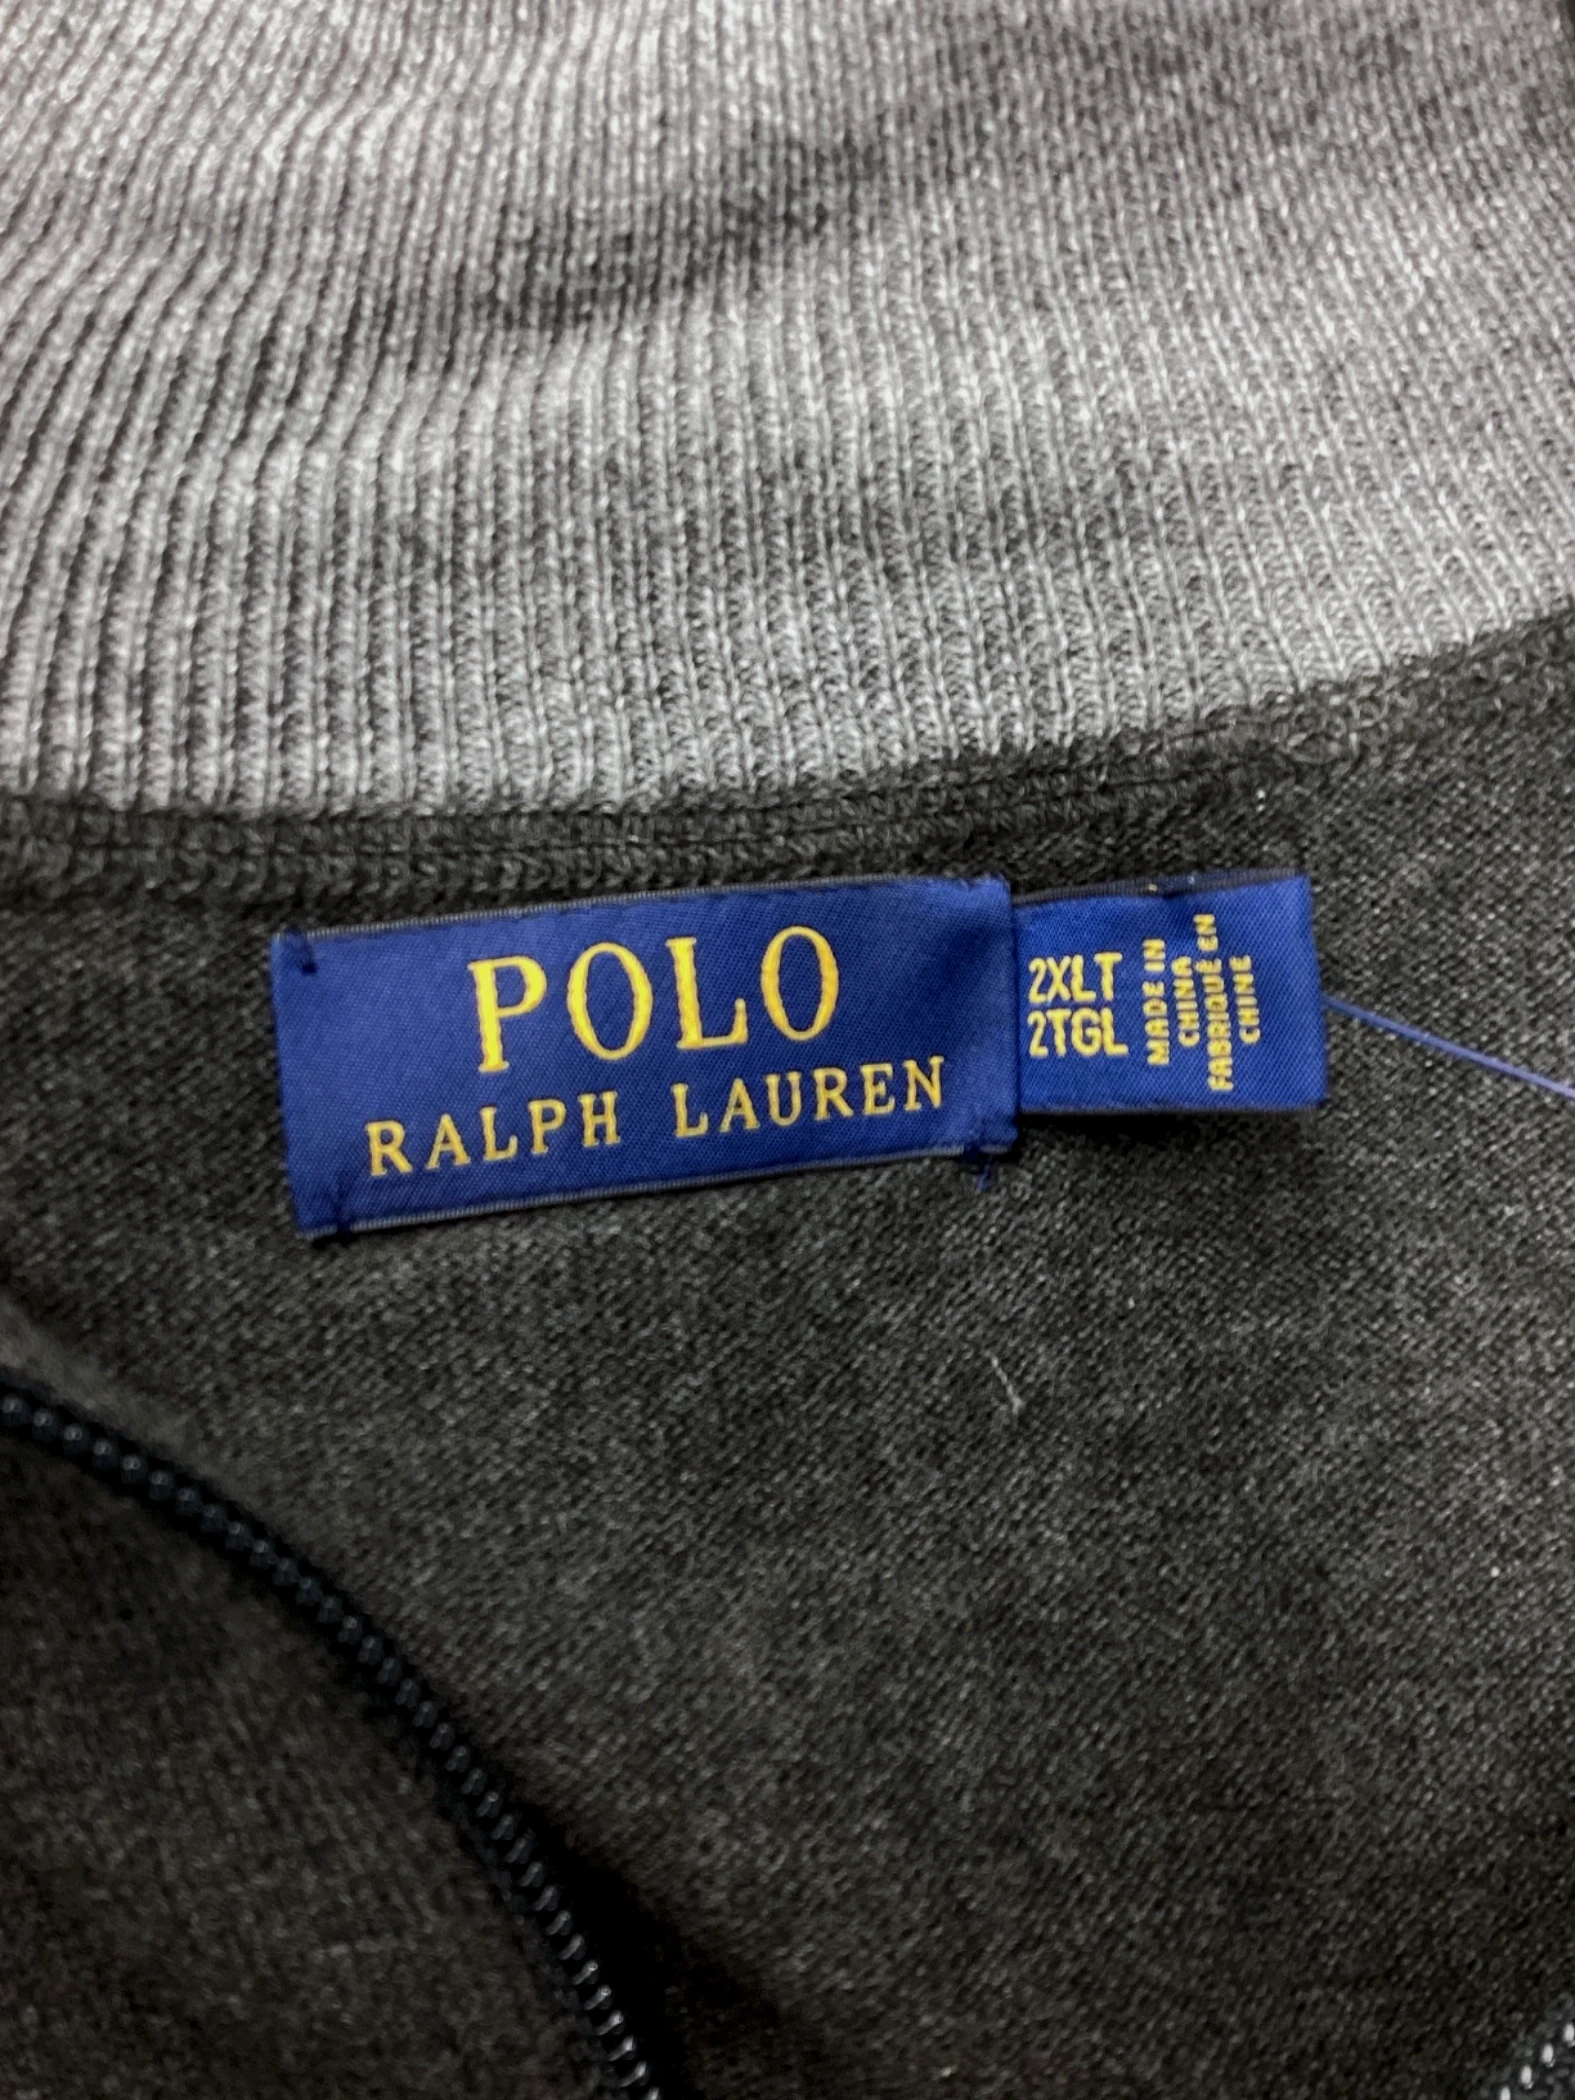 POLO
RALPH LAUREN
2XLT
2TGL
MADE IN
CHINA
FABRIQUÉ EN
CHINE